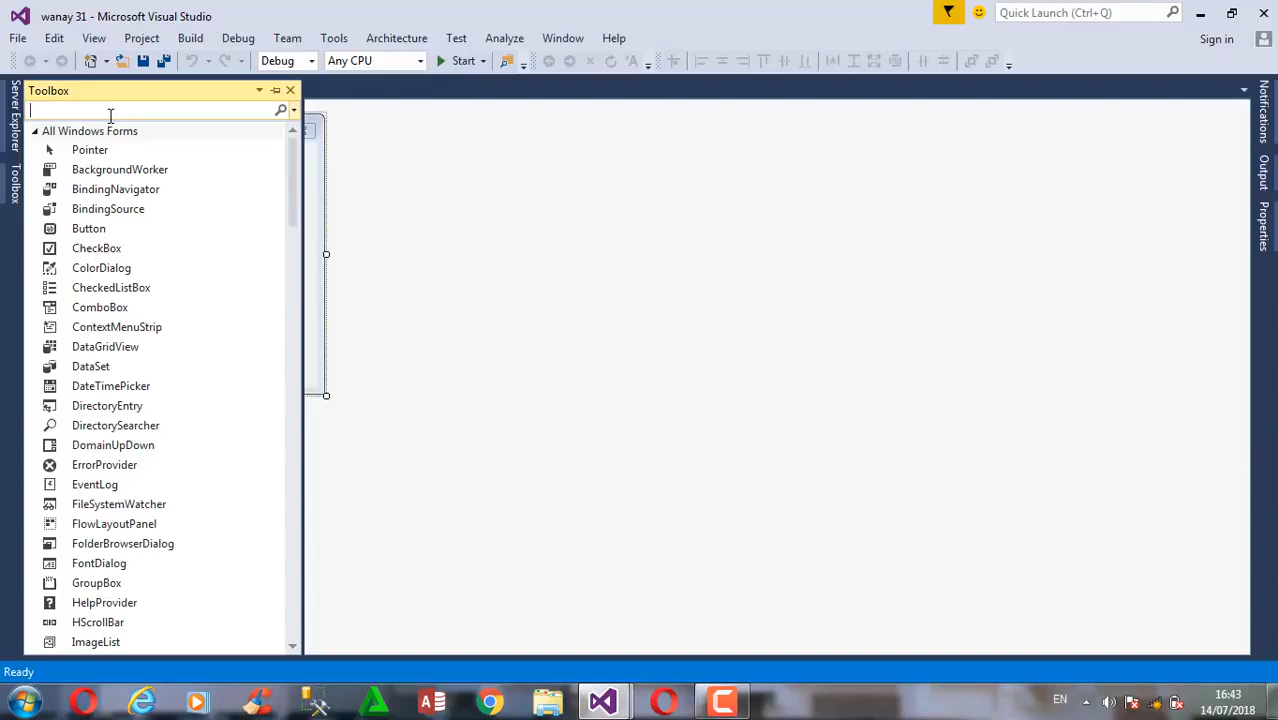 wanay 31 - Microsoft Visual Studio
Quick Launch (Ctrl+Q)
File Edit View Project Build Debug Team Tools Architecture Test Analyze Window Help
Sign in
Debug Any CPU Start
Server Explorer
Toolbox
Toolbox
All Windows Forms
Pointer
BackgroundWorker
BindingNavigator
BindingSource
Button
CheckBox
ColorDialog
CheckedListBox
ComboBox
ContextMenuStrip
DataGridView
DataSet
DateTimePicker
DirectoryEntry
DirectorySearcher
DomainUpDown
ErrorProvider
EventLog
FileSystemWatcher
FlowLayoutPanel
FolderBrowserDialog
FontDialog
GroupBox
HelpProvider
HScrollBar
ImageList
Notifications
Output
Properties
Ready
EN
16:43
14/07/2018